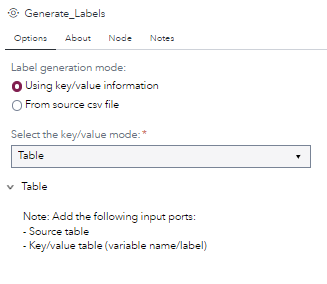 Generate_Labels
Options About Node Notes
Label generation mode:
Using key/value information
From source csv file
Select the key/value mode:*
Table
Table
Note: Add the following input ports:
- Source table
- Key/value table (variable name/label)